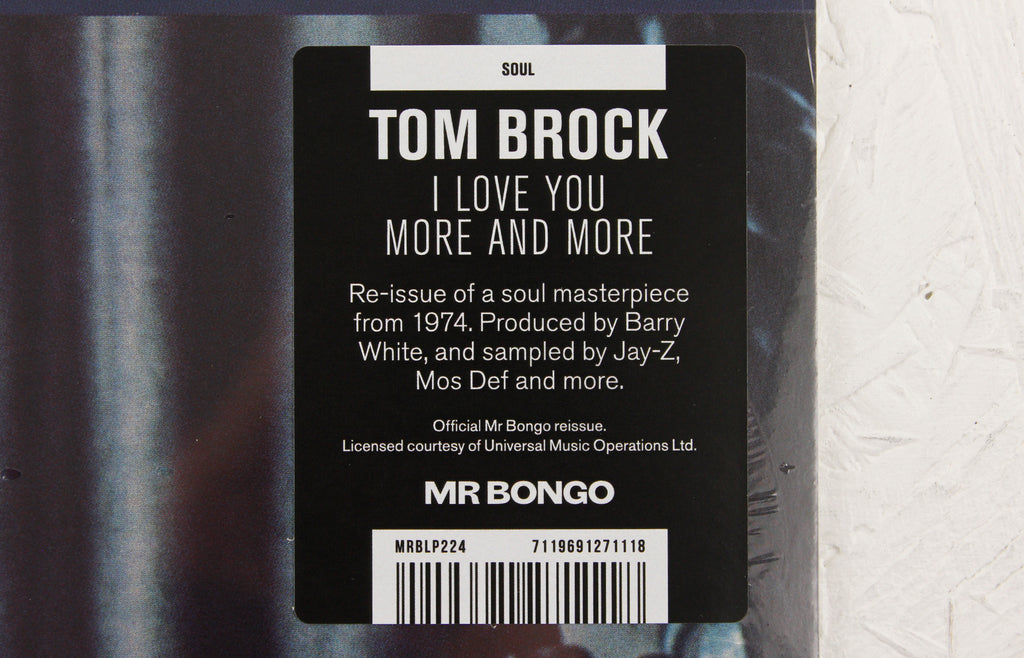 SOUL
TOM BROCK
I LOVE YOU
MORE AND MORE
Re-issue of a soul masterpiece
from 1974. Produced by Barry
White, and sampled by Jay-Z,
Mos Def and more.
Official Mr Bongo reissue.
Licensed courtesy of Universal Music Operations Ltd.
MR BONGO
MRBLP224 7119691271118